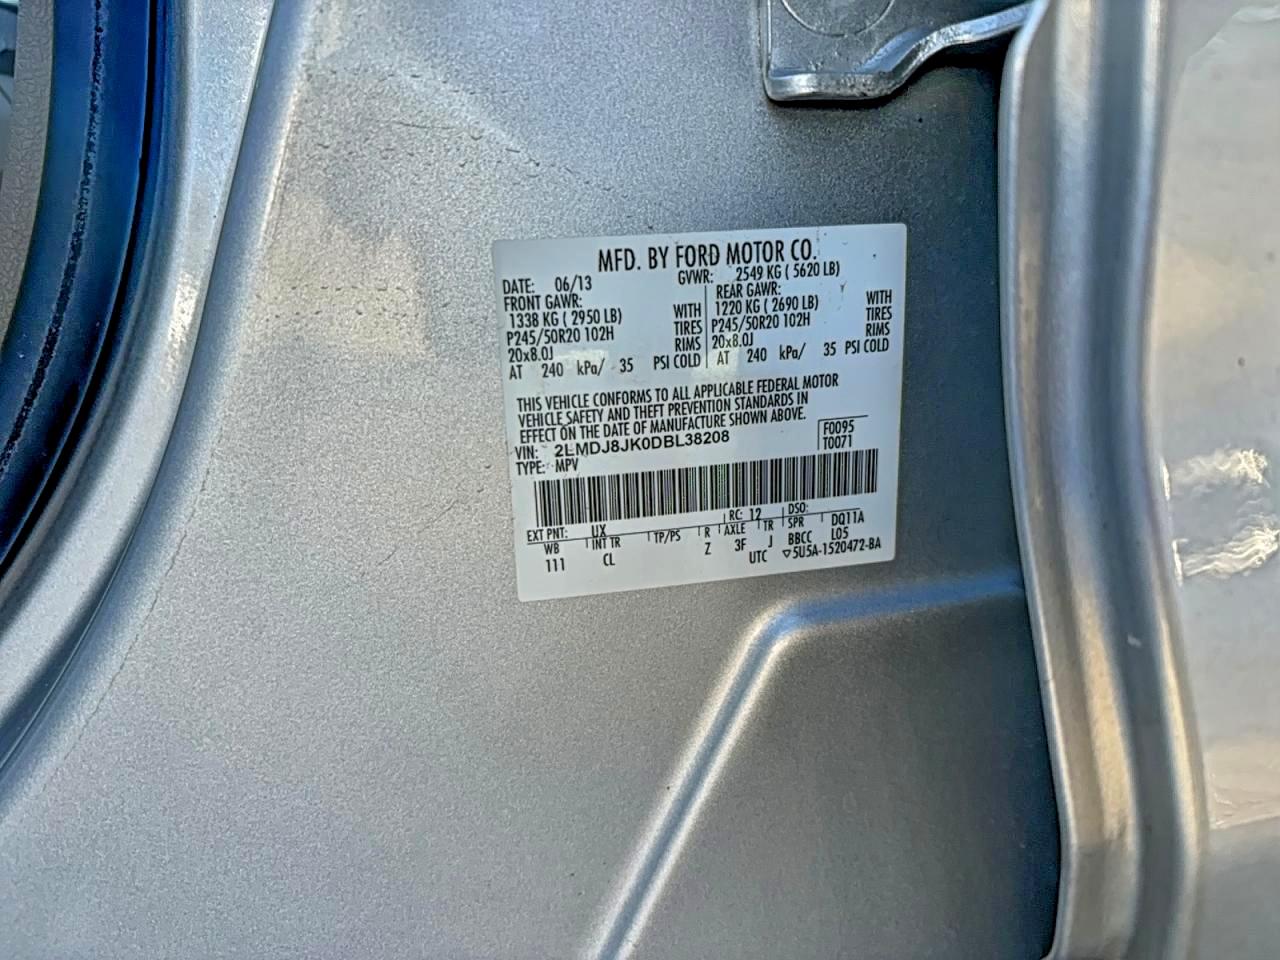 MFD. BY FORD MOTOR CO.
DATE: 06/13 GVWR: 2549 KG ( 5620 LB)
FRONT GAWR: REAR GAWR:
1338 KG ( 2950 LB) WITH 1220 KG ( 2690 LB) WITH
P245/50R20 102H TIRES P245/50R20 102H TIRES
20x8.0J RIMS 20x8.0J RIMS
AT 240 kPa/ 35 PSI COLD AT 240 kPa/ 35 PSI COLD
THIS VEHICLE CONFORMS TO ALL APPLICABLE FEDERAL MOTOR
VEHICLE SAFETY AND THEFT PREVENTION STANDARDS IN
EFFECT ON THE DATE OF MANUFACTURE SHOWN ABOVE.
VIN: 2LMDJ8JK0DBL38208 F0095
TYPE: MPV T0071
EXT PNT: UX RC: 12 DSO:
WB INT TR TP/PS R AXLE TR SPR DQ11A
111 CL Z 3F J BBCC L05
UTC ▽5U5A-1520472-BA